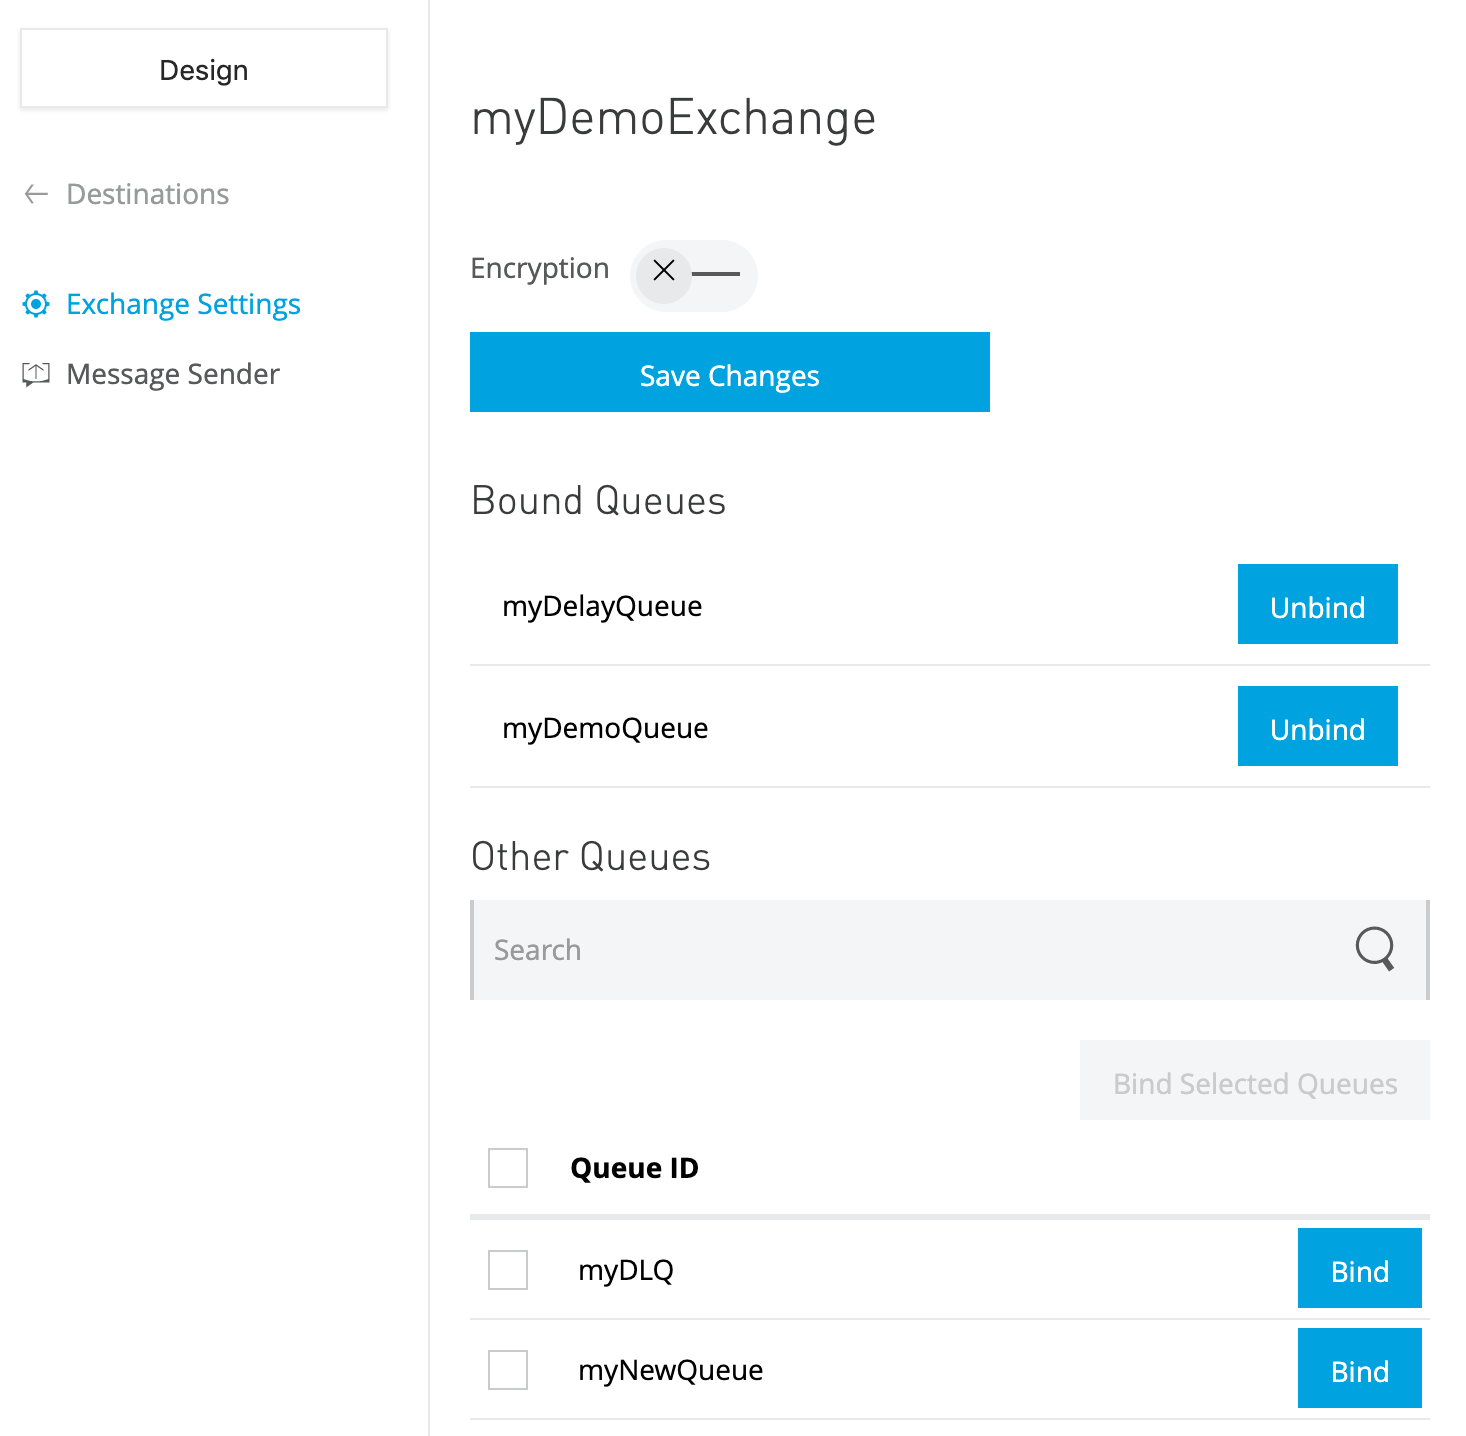 Design
Destinations
Exchange Settings
Message Sender
myDemoExchange
Encryption
Save Changes
Bound Queues
myDelayQueue
Unbind
myDemoQueue
Unbind
Other Queues
Search
Bind Selected Queues
Queue ID
myDLQ
Bind
myNewQueue
Bind